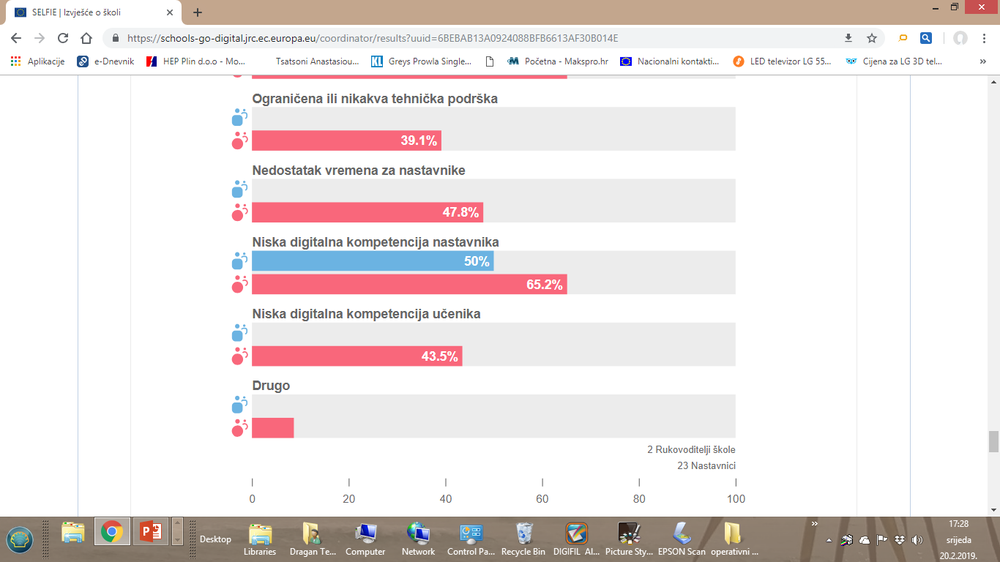 SELFIE | Izvješće o školi
https://schools-go-digital.jrc.ec.europa.eu/coordinator/results?uuid=6BEBAB13A0924088BFB6613AF30B014E
Aplikacije e-Dnevnik HEP Plin d.o.o - Mo... Tsatsoni Anastasiou... Greys Prowla Single... Početna - Makspro.hr Nacionalni kontakti... LED televizor LG 55... Cijena za LG 3D tel... »
Ograničena ili nikakva tehnička podrška
39.1%
Nedostatak vremena za nastavnike
47.8%
Niska digitalna kompetencija nastavnika
50%
65.2%
Niska digitalna kompetencija učenika
43.5%
Drugo
2 Rukovoditelji škole
23 Nastavnici
0 20 40 60 80 100
Desktop
Libraries Dragan Te... Computer Network Control Pa... Recycle Bin DIGIFIL AI... Picture Sty... EPSON Scan operativni ...
»
17:28
srijeda
20.2.2019.